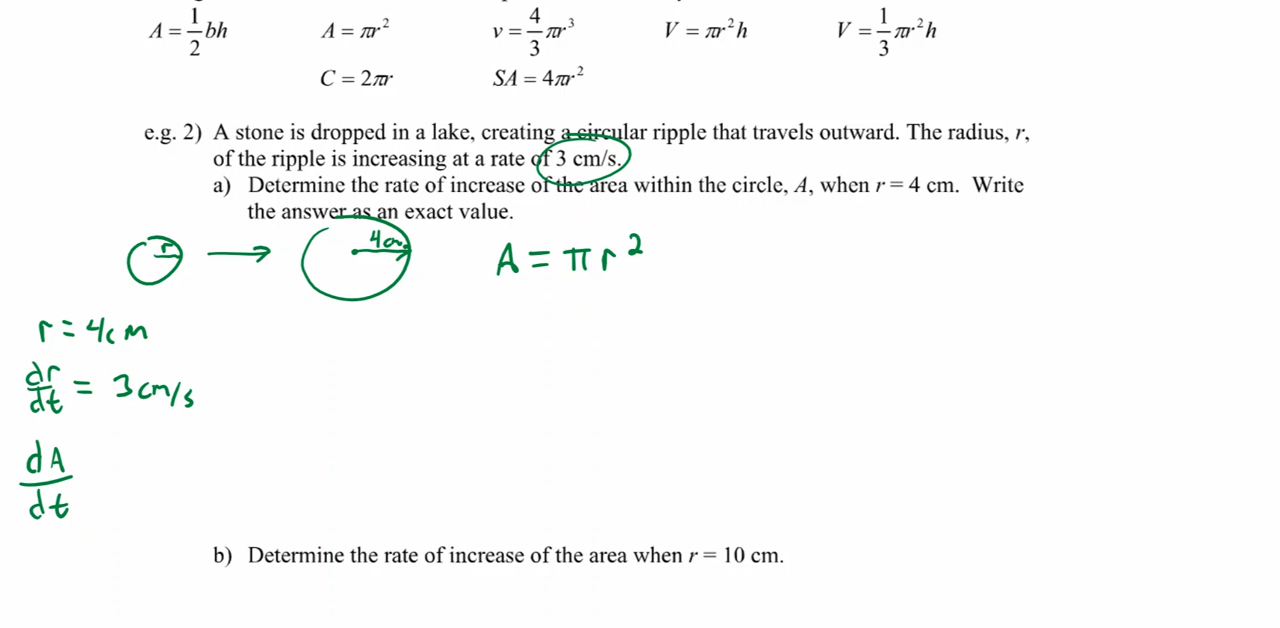 A = 1/2 bh    A = πr²    v = 4/3 πr³    V = πr²h    V = 1/3 πr²h
C = 2πr    SA = 4πr²
e.g. 2) A stone is dropped in a lake, creating a circular ripple that travels outward. The radius, r,
of the ripple is increasing at a rate of 3 cm/s.
a) Determine the rate of increase of the area within the circle, A, when r = 4 cm. Write
the answer as an exact value.
r → 4cm    A = πr²
r = 4cm
dr/dt = 3cm/s
dA/dt
b) Determine the rate of increase of the area when r = 10 cm.